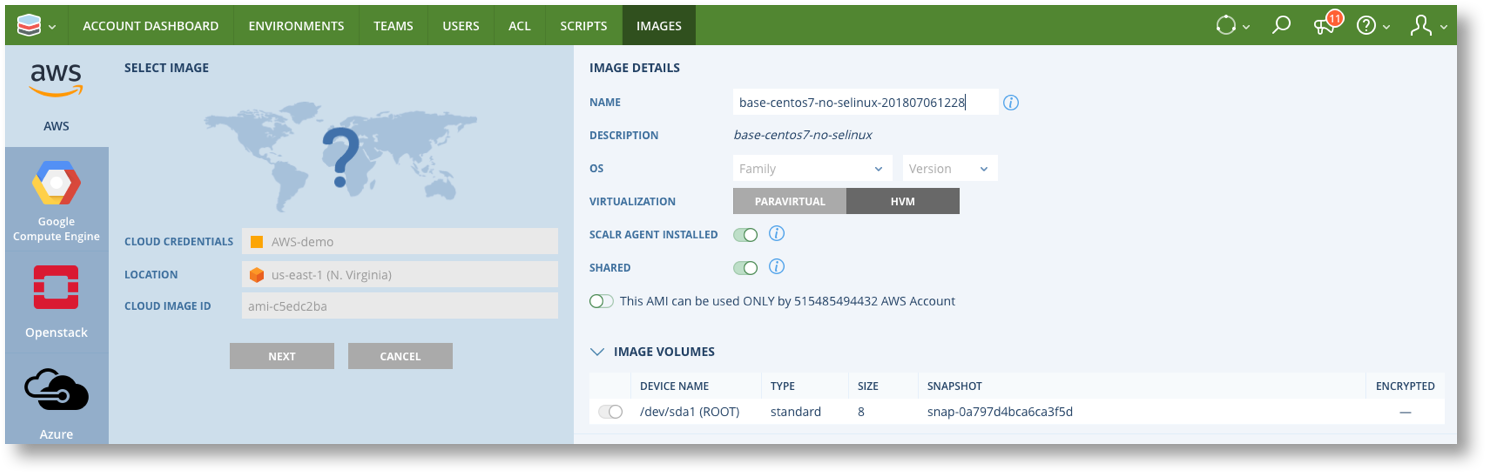 ACCOUNT DASHBOARD ENVIRONMENTS TEAMS USERS ACL SCRIPTS IMAGES 11 ?
aws
AWS
Google
Compute Engine
Openstack
Azure
SELECT IMAGE
?
CLOUD CREDENTIALS AWS-demo
LOCATION us-east-1 (N. Virginia)
CLOUD IMAGE ID ami-c5edc2ba
NEXT CANCEL
IMAGE DETAILS
NAME base-centos7-no-selinux-201807061228 i
DESCRIPTION base-centos7-no-selinux
OS Family Version
VIRTUALIZATION PARAVIRTUAL HVM
SCALR AGENT INSTALLED i
SHARED i
This AMI can be used ONLY by 515485494432 AWS Account
IMAGE VOLUMES
DEVICE NAME TYPE SIZE SNAPSHOT ENCRYPTED
/dev/sda1 (ROOT) standard 8 snap-0a797d4bca6ca3f5d —